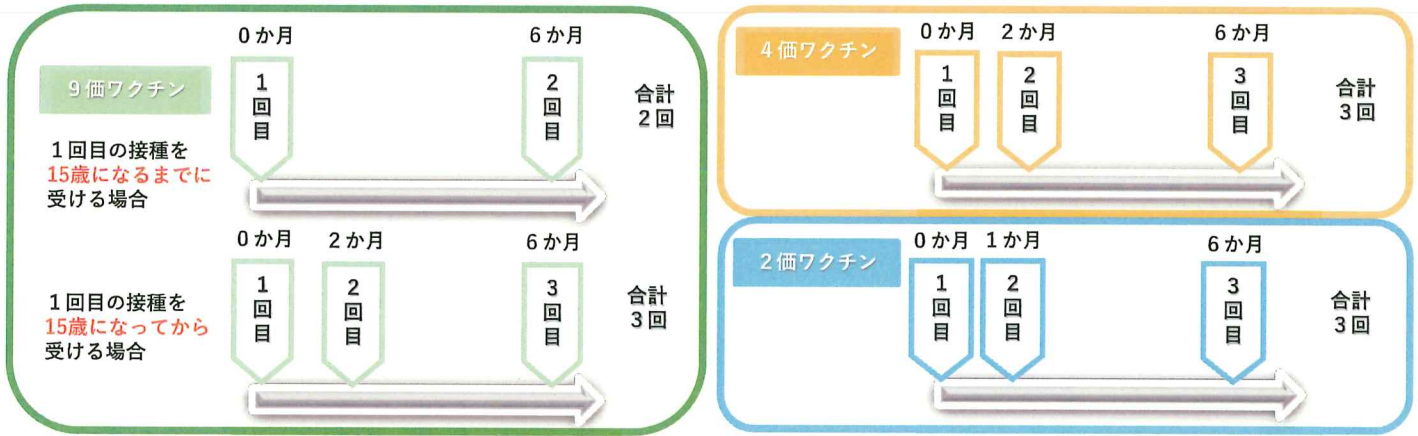 9価ワクチン
1回目の接種を
15歳になるまでに
受ける場合
0か月
6か月
1回目
2回目
合計
2回
1回目の接種を
15歳になってから
受ける場合
0か月
2か月
6か月
1回目
2回目
3回目
合計
3回
4価ワクチン
0か月
2か月
6か月
1回目
2回目
3回目
合計
3回
2価ワクチン
0か月
1か月
6か月
1回目
2回目
3回目
合計
3回